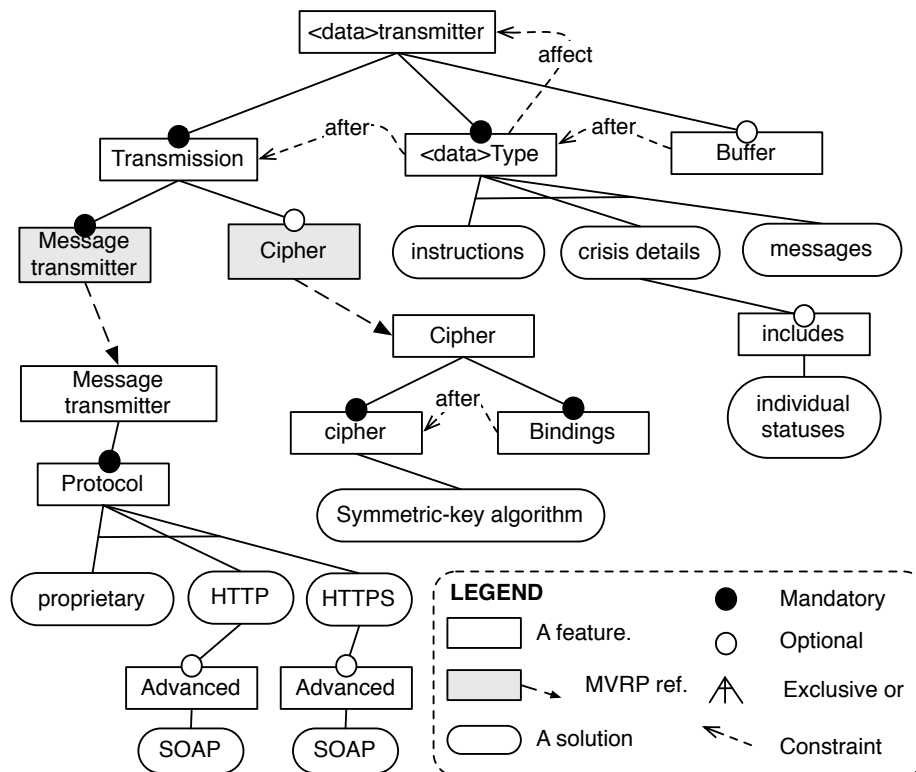 <data>transmitter
affect
after
after
Transmission
<data>Type
Buffer
Message
transmitter
Cipher
instructions
crisis details
messages
Cipher
includes
Message
transmitter
after
individual
statuses
cipher
Bindings
Protocol
Symmetric-key algorithm
proprietary
HTTP
HTTPS
Advanced
Advanced
SOAP
SOAP
LEGEND
A feature.
MVRP ref.
A solution
Mandatory
Optional
Exclusive or
Constraint